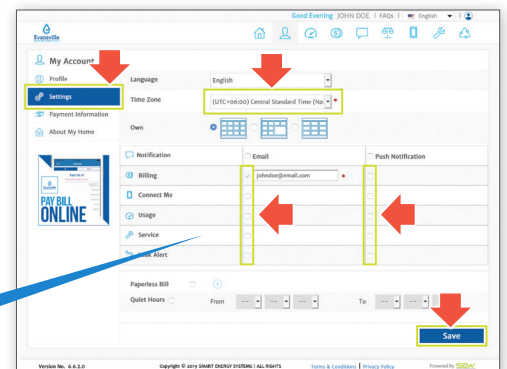 Good Evening JOHN DOE | FAQs | English
Evansville
My Account
Profile
Settings
Payment Information
About My Home
PAY BILL
ONLINE
Language English
Time Zone (UTC+06:00) Central Standard Time (No *
Own
Notification Email Push Notification
Billing johndoe@email.com *
Connect Me
Usage
Service
Alert
Paperless Bill
Quiet Hours From -- -- -- To -- -- --
Save
Version No. 6.6.2.0 Copyright © 2019 SMART ENERGY SYSTEMS | ALL RIGHTS Terms & Conditions | Privacy Policy Powered By SEW